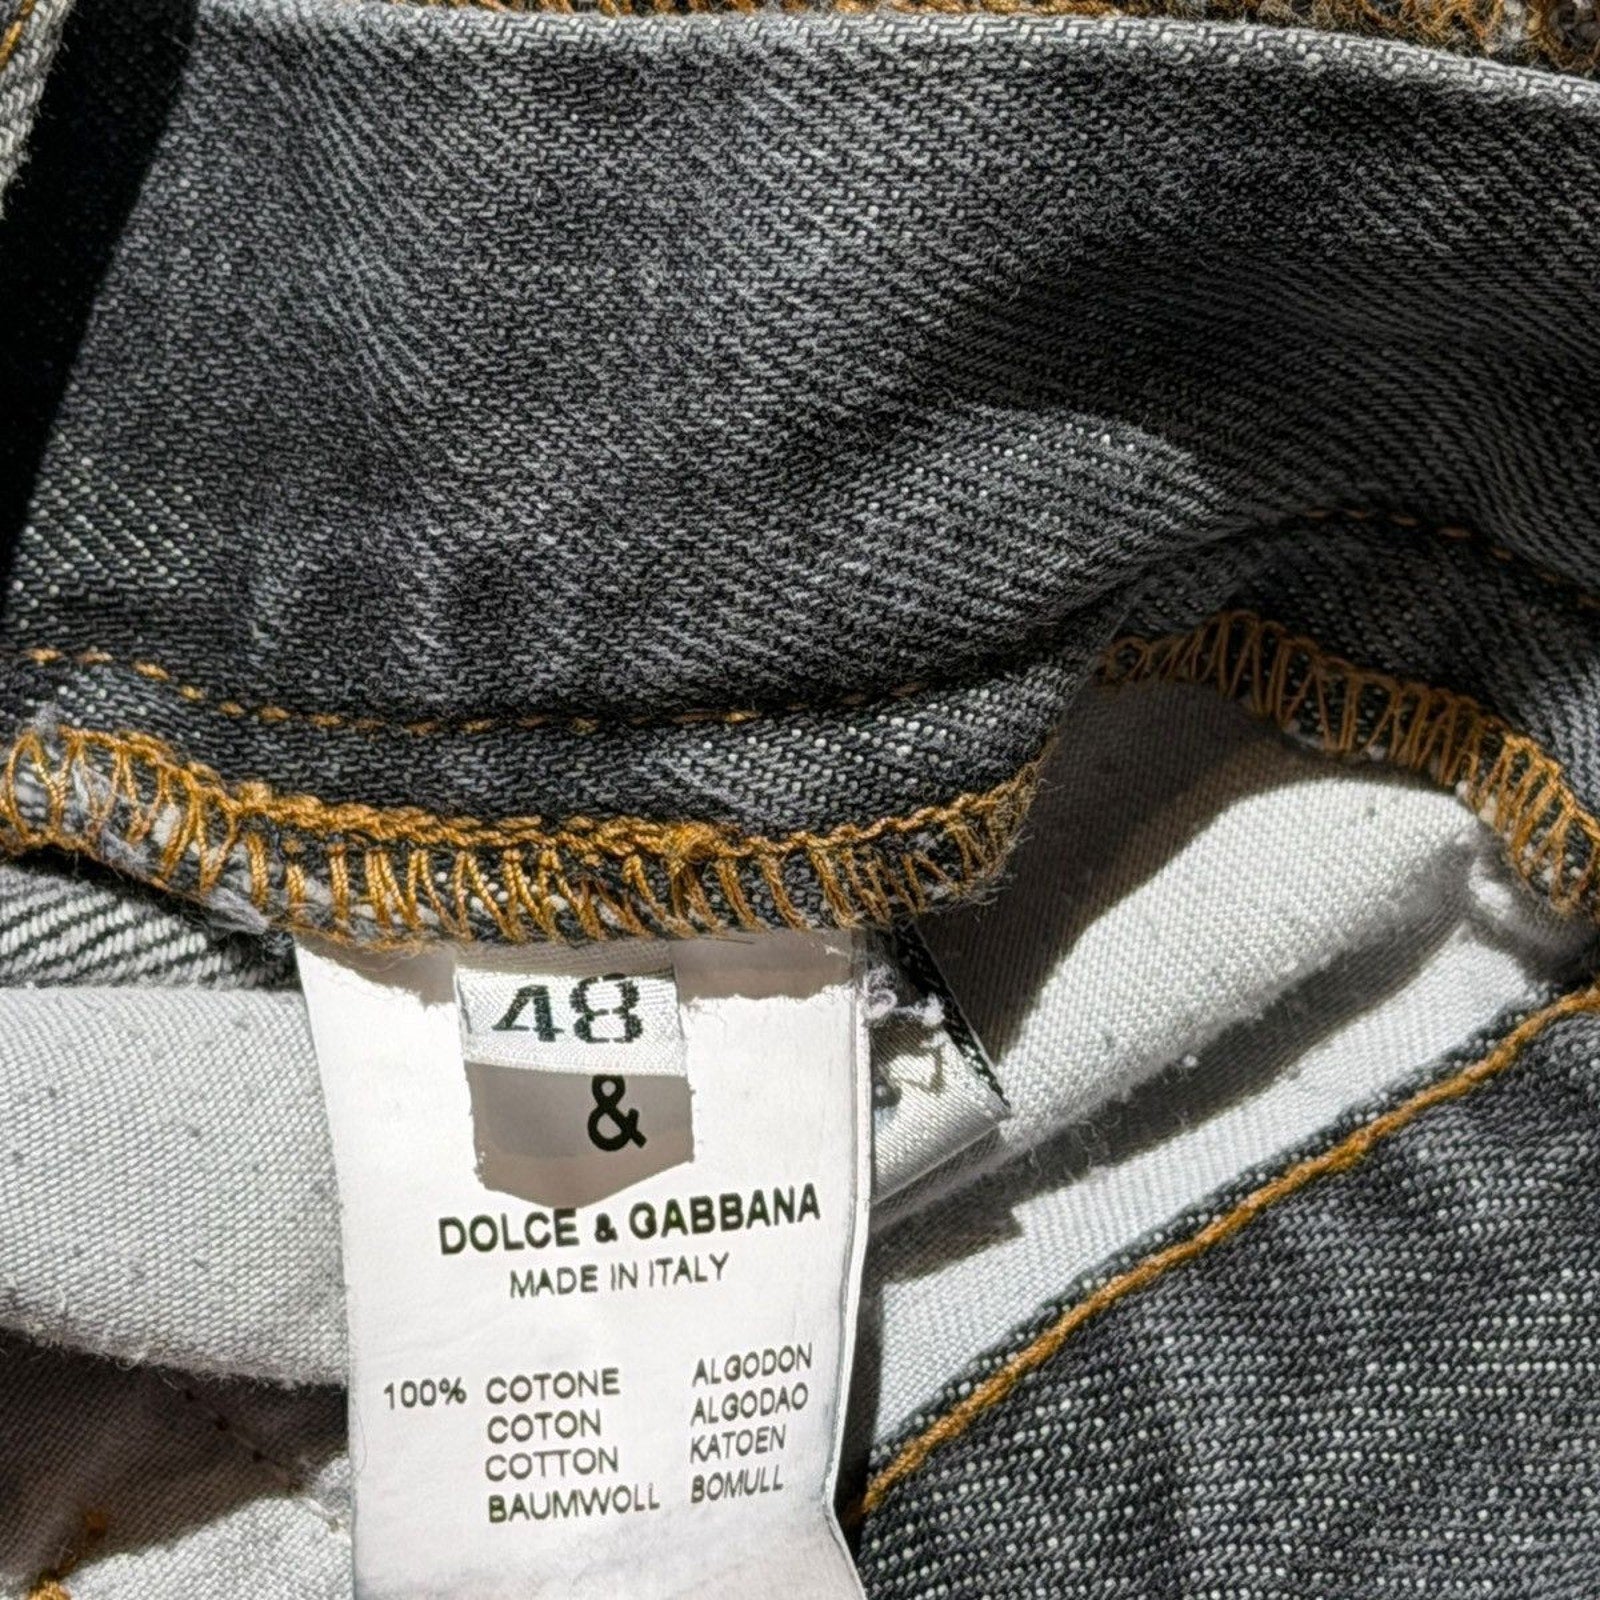 48
&
DOLCE & GABBANA
MADE IN ITALY
100% COTONE ALGODON
COTON ALGODAO
COTTON KATOEN
BAUMWOLL BOMULL